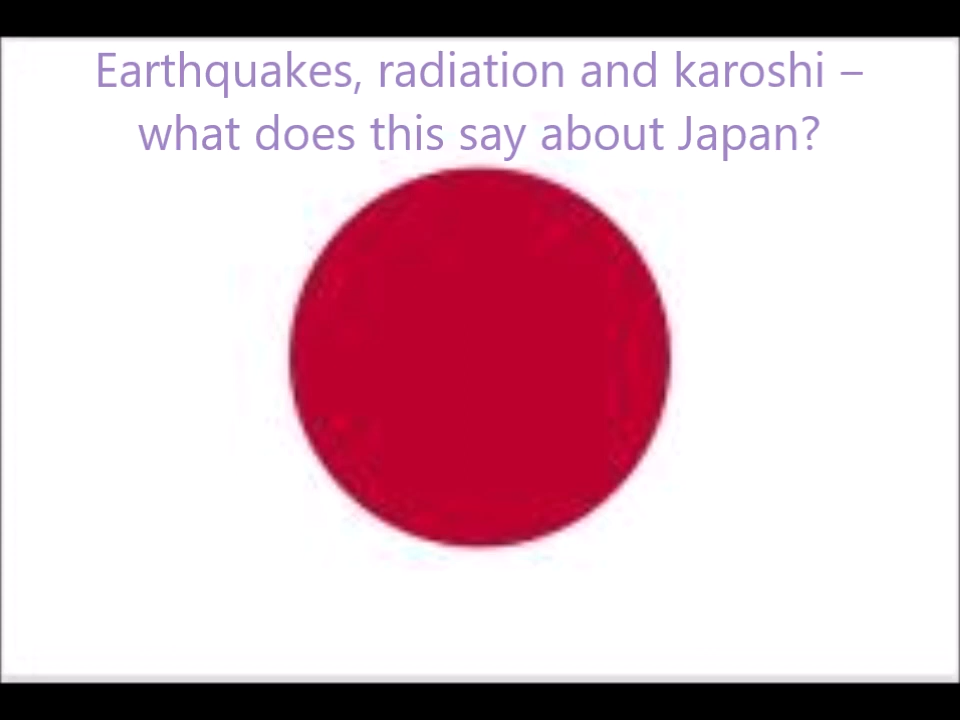 Earthquakes, radiation and karoshi –
what does this say about Japan?